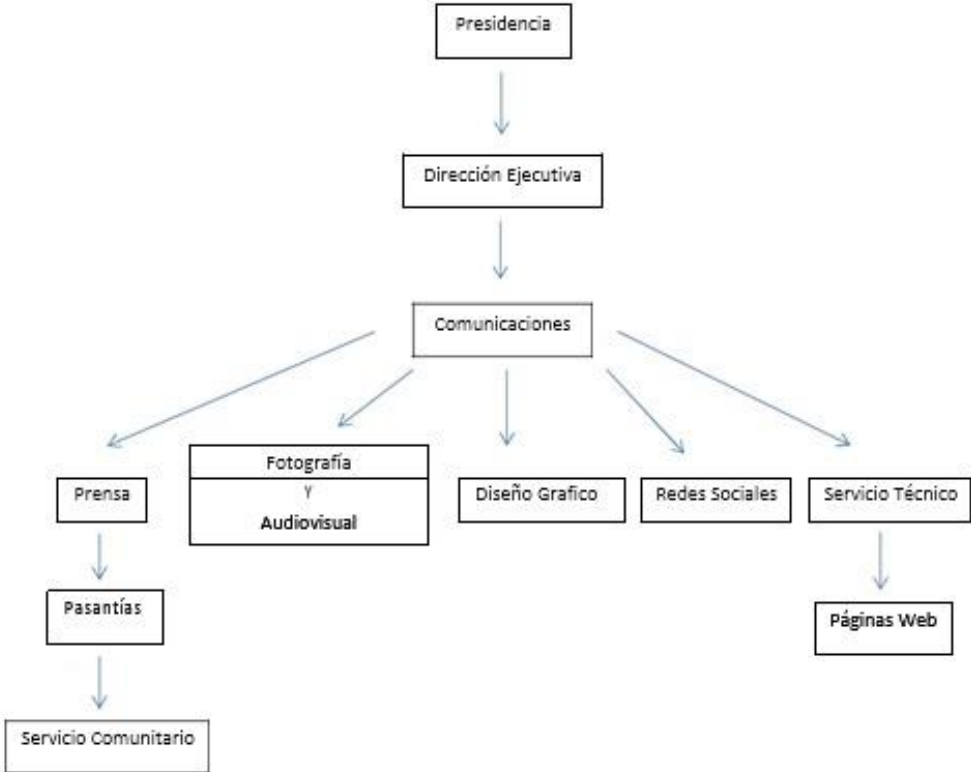 Presidencia
Dirección Ejecutiva
Comunicaciones
Prensa
Fotografía
Y
Audiovisual
Diseño Grafico
Redes Sociales
Servicio Técnico
Pasantías
Páginas Web
Servicio Comunitario